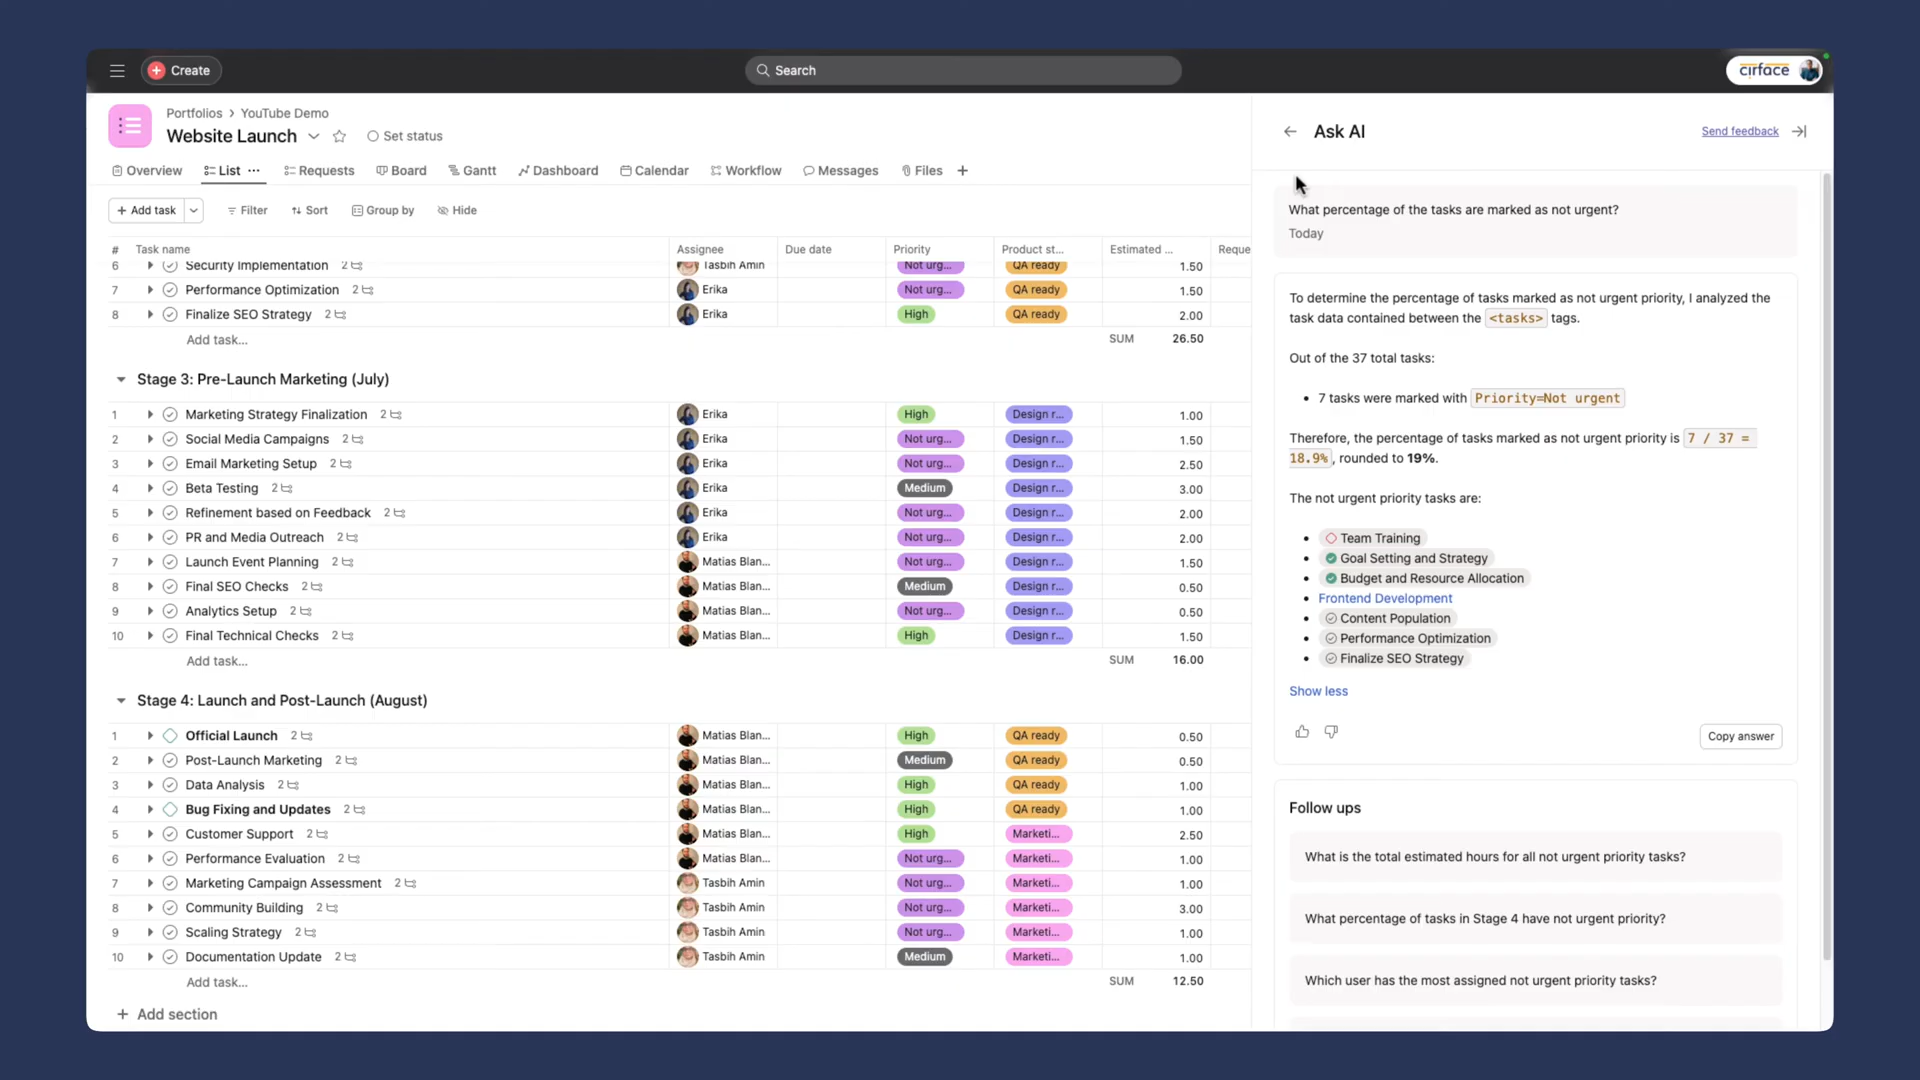 Create
Search
cirface
Portfolios > YouTube Demo
Website Launch
Set status
Overview List ... Requests Board Gantt Dashboard Calendar Workflow Messages Files +
+ Add task Filter Sort Group by Hide
# Task name Assignee Due date Priority Product st... Estimated ... Reque
6 Security Implementation 2 Tasbih Amin Not urg... QA ready 1.50
7 Performance Optimization 2 Erika Not urg... QA ready 1.50
8 Finalize SEO Strategy 2 Erika High QA ready 2.00
Add task... SUM 26.50
Stage 3: Pre-Launch Marketing (July)
1 Marketing Strategy Finalization 2 Erika High Design r... 1.00
2 Social Media Campaigns 2 Erika Not urg... Design r... 1.50
3 Email Marketing Setup 2 Erika Not urg... Design r... 2.50
4 Beta Testing 2 Erika Medium Design r... 3.00
5 Refinement based on Feedback 2 Erika Not urg... Design r... 2.00
6 PR and Media Outreach 2 Erika Not urg... Design r... 2.00
7 Launch Event Planning 2 Matias Blan... Not urg... Design r... 1.50
8 Final SEO Checks 2 Matias Blan... Medium Design r... 0.50
9 Analytics Setup 2 Matias Blan... Not urg... Design r... 0.50
10 Final Technical Checks 2 Matias Blan... High Design r... 1.50
Add task... SUM 16.00
Stage 4: Launch and Post-Launch (August)
1 Official Launch 2 Matias Blan... High QA ready 0.50
2 Post-Launch Marketing 2 Matias Blan... Medium QA ready 0.50
3 Data Analysis 2 Matias Blan... High QA ready 1.00
4 Bug Fixing and Updates 2 Matias Blan... High QA ready 1.00
5 Customer Support 2 Matias Blan... High Marketi... 2.50
6 Performance Evaluation 2 Matias Blan... Not urg... Marketi... 1.00
7 Marketing Campaign Assessment 2 Tasbih Amin Not urg... Marketi... 1.00
8 Community Building 2 Tasbih Amin Not urg... Marketi... 3.00
9 Scaling Strategy 2 Tasbih Amin Not urg... Marketi... 1.00
10 Documentation Update 2 Tasbih Amin Medium Marketi... 1.00
Add task... SUM 12.50
+ Add section
Ask AI
Send feedback
What percentage of the tasks are marked as not urgent?
Today
To determine the percentage of tasks marked as not urgent priority, I analyzed the
task data contained between the <tasks> tags.
Out of the 37 total tasks:
• 7 tasks were marked with Priority=Not urgent
Therefore, the percentage of tasks marked as not urgent priority is 7 / 37 =
18.9%, rounded to 19%.
The not urgent priority tasks are:
• Team Training
• Goal Setting and Strategy
• Budget and Resource Allocation
• Frontend Development
• Content Population
• Performance Optimization
• Finalize SEO Strategy
Show less
Copy answer
Follow ups
What is the total estimated hours for all not urgent priority tasks?
What percentage of tasks in Stage 4 have not urgent priority?
Which user has the most assigned not urgent priority tasks?